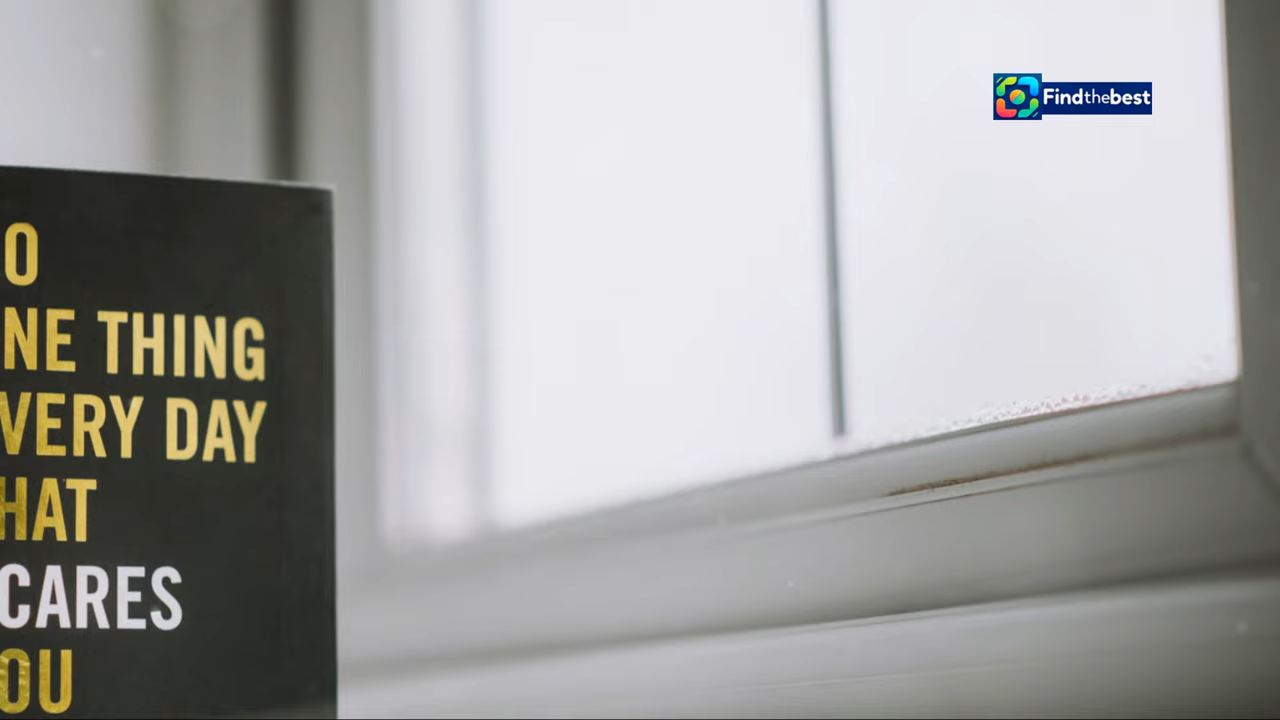 O
NE THING
VERY DAY
HAT
CARES
OU
Findthebest